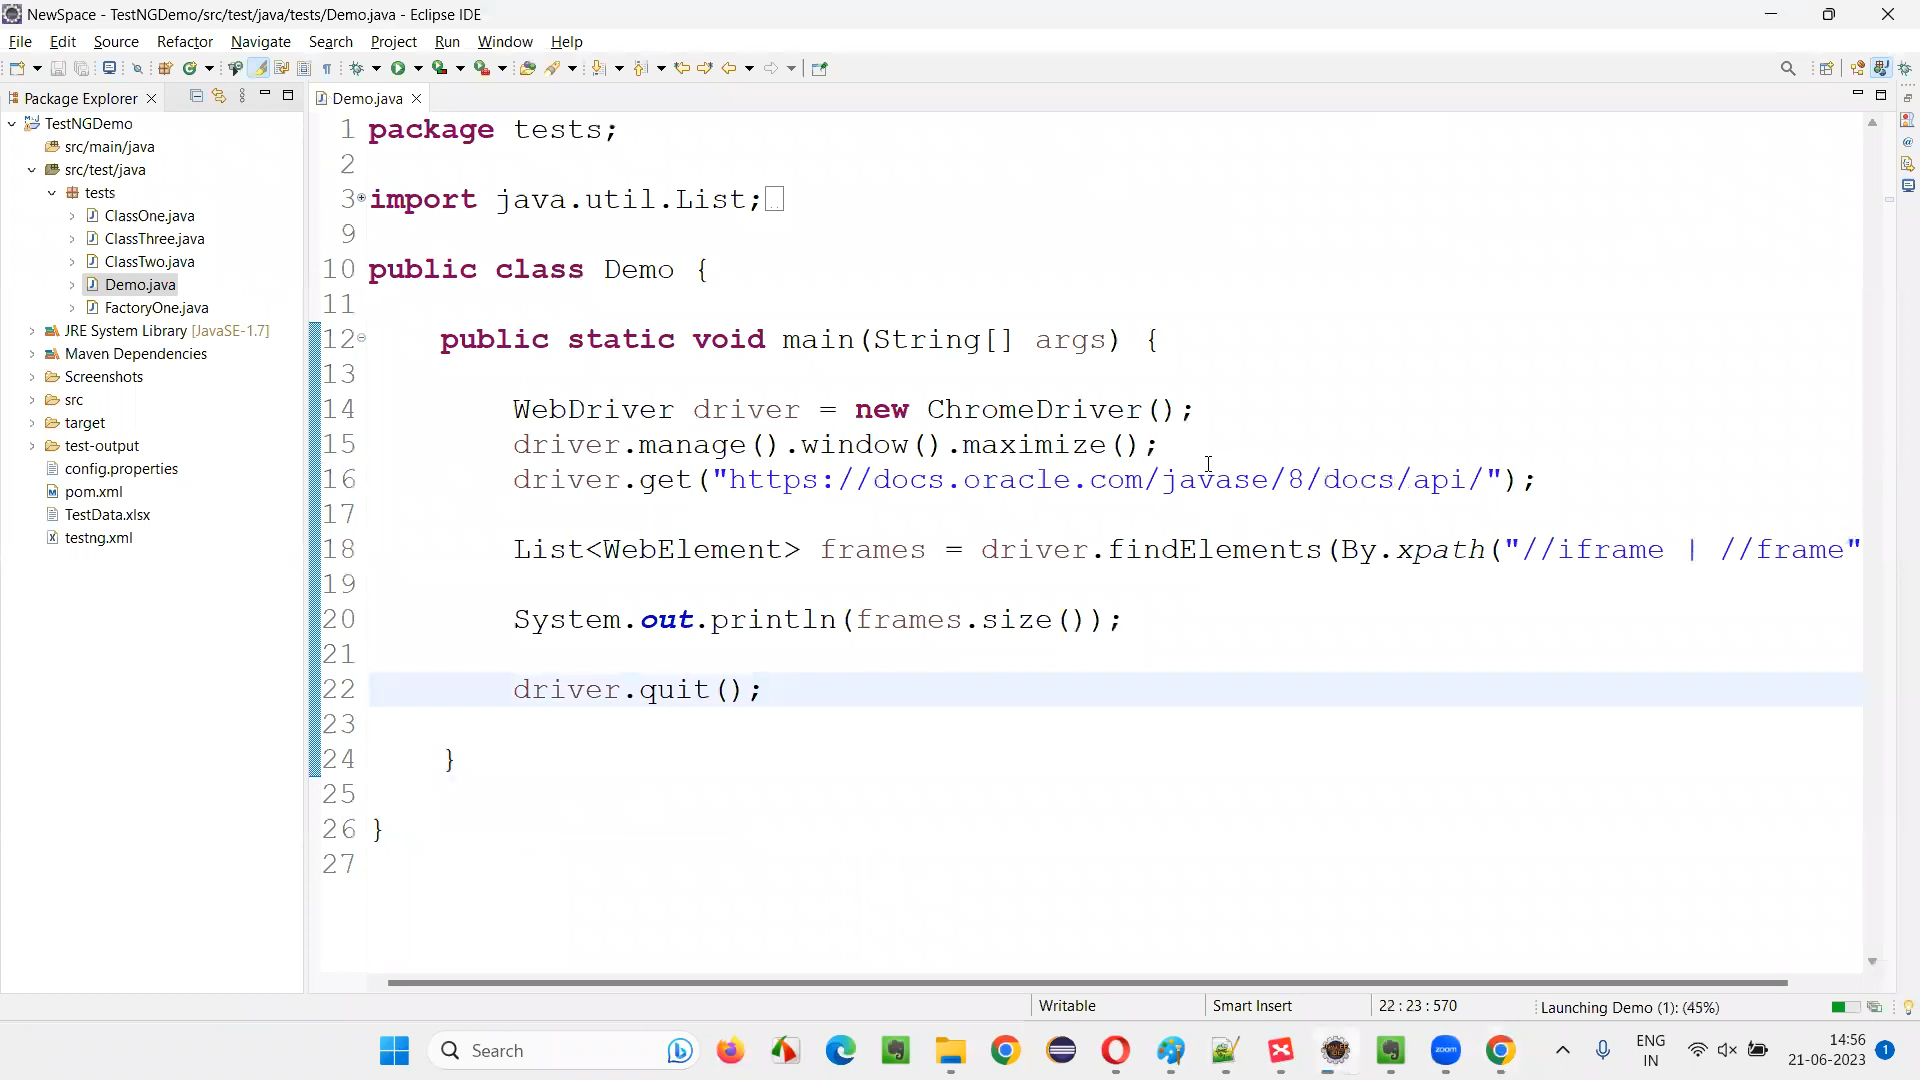 NewSpace - TestNGDemo/src/test/java/tests/Demo.java - Eclipse IDE
File Edit Source Refactor Navigate Search Project Run Window Help
Package Explorer
Demo.java
TestNGDemo
src/main/java
src/test/java
tests
ClassOne.java
ClassThree.java
ClassTwo.java
Demo.java
FactoryOne.java
JRE System Library [JavaSE-1.7]
Maven Dependencies
Screenshots
src
target
test-output
config.properties
pom.xml
TestData.xlsx
testng.xml
1 package tests;
2
3 import java.util.List;
9
10 public class Demo {
11
12 public static void main(String[] args) {
13
14 WebDriver driver = new ChromeDriver();
15 driver.manage().window().maximize();
16 driver.get("https://docs.oracle.com/javase/8/docs/api/");
17
18 List<WebElement> frames = driver.findElements(By.xpath("//iframe | //frame"
19
20 System.out.println(frames.size());
21
22 driver.quit();
23
24 }
25
26 }
27
Writable Smart Insert 22 : 23 : 570 Launching Demo (1): (45%)
Search
zoom
ENG
IN
14:56
21-06-2023
1